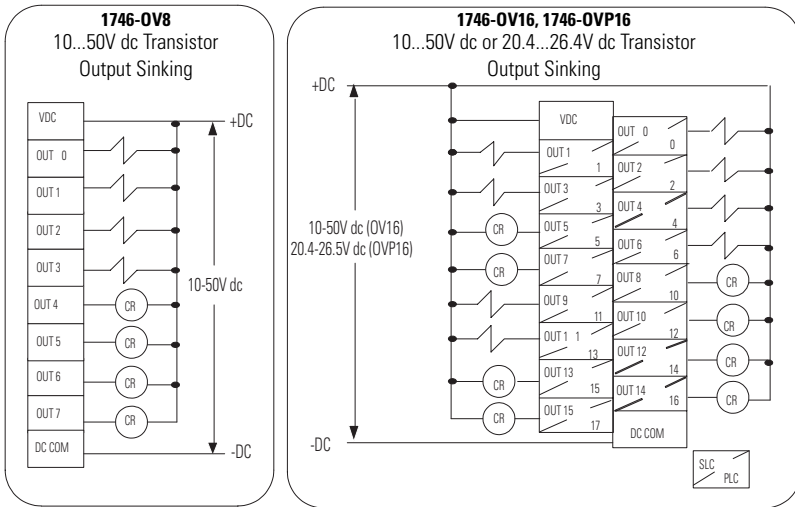 1746-OV8
10...50V dc Transistor
Output Sinking
VDC
+DC
OUT 0
OUT 1
OUT 2
OUT 3
10-50V dc
OUT 4
CR
OUT 5
CR
OUT 6
CR
OUT 7
CR
DC COM
-DC
1746-OV16, 1746-OVP16
10...50V dc or 20.4...26.4V dc Transistor
Output Sinking
+DC
10-50V dc (OV16)
20.4-26.5V dc (OVP16)
-DC
VDC
OUT 1
1
OUT 3
3
CR
OUT 5
5
CR
OUT 7
7
OUT 9
11
OUT 1 1
13
CR
OUT 13
15
CR
OUT 15
17
OUT 0
0
OUT 2
2
OUT 4
4
OUT 6
6
OUT 8
10
CR
OUT 10
12
CR
OUT 12
14
CR
OUT 14
16
CR
DC COM
SLC
PLC